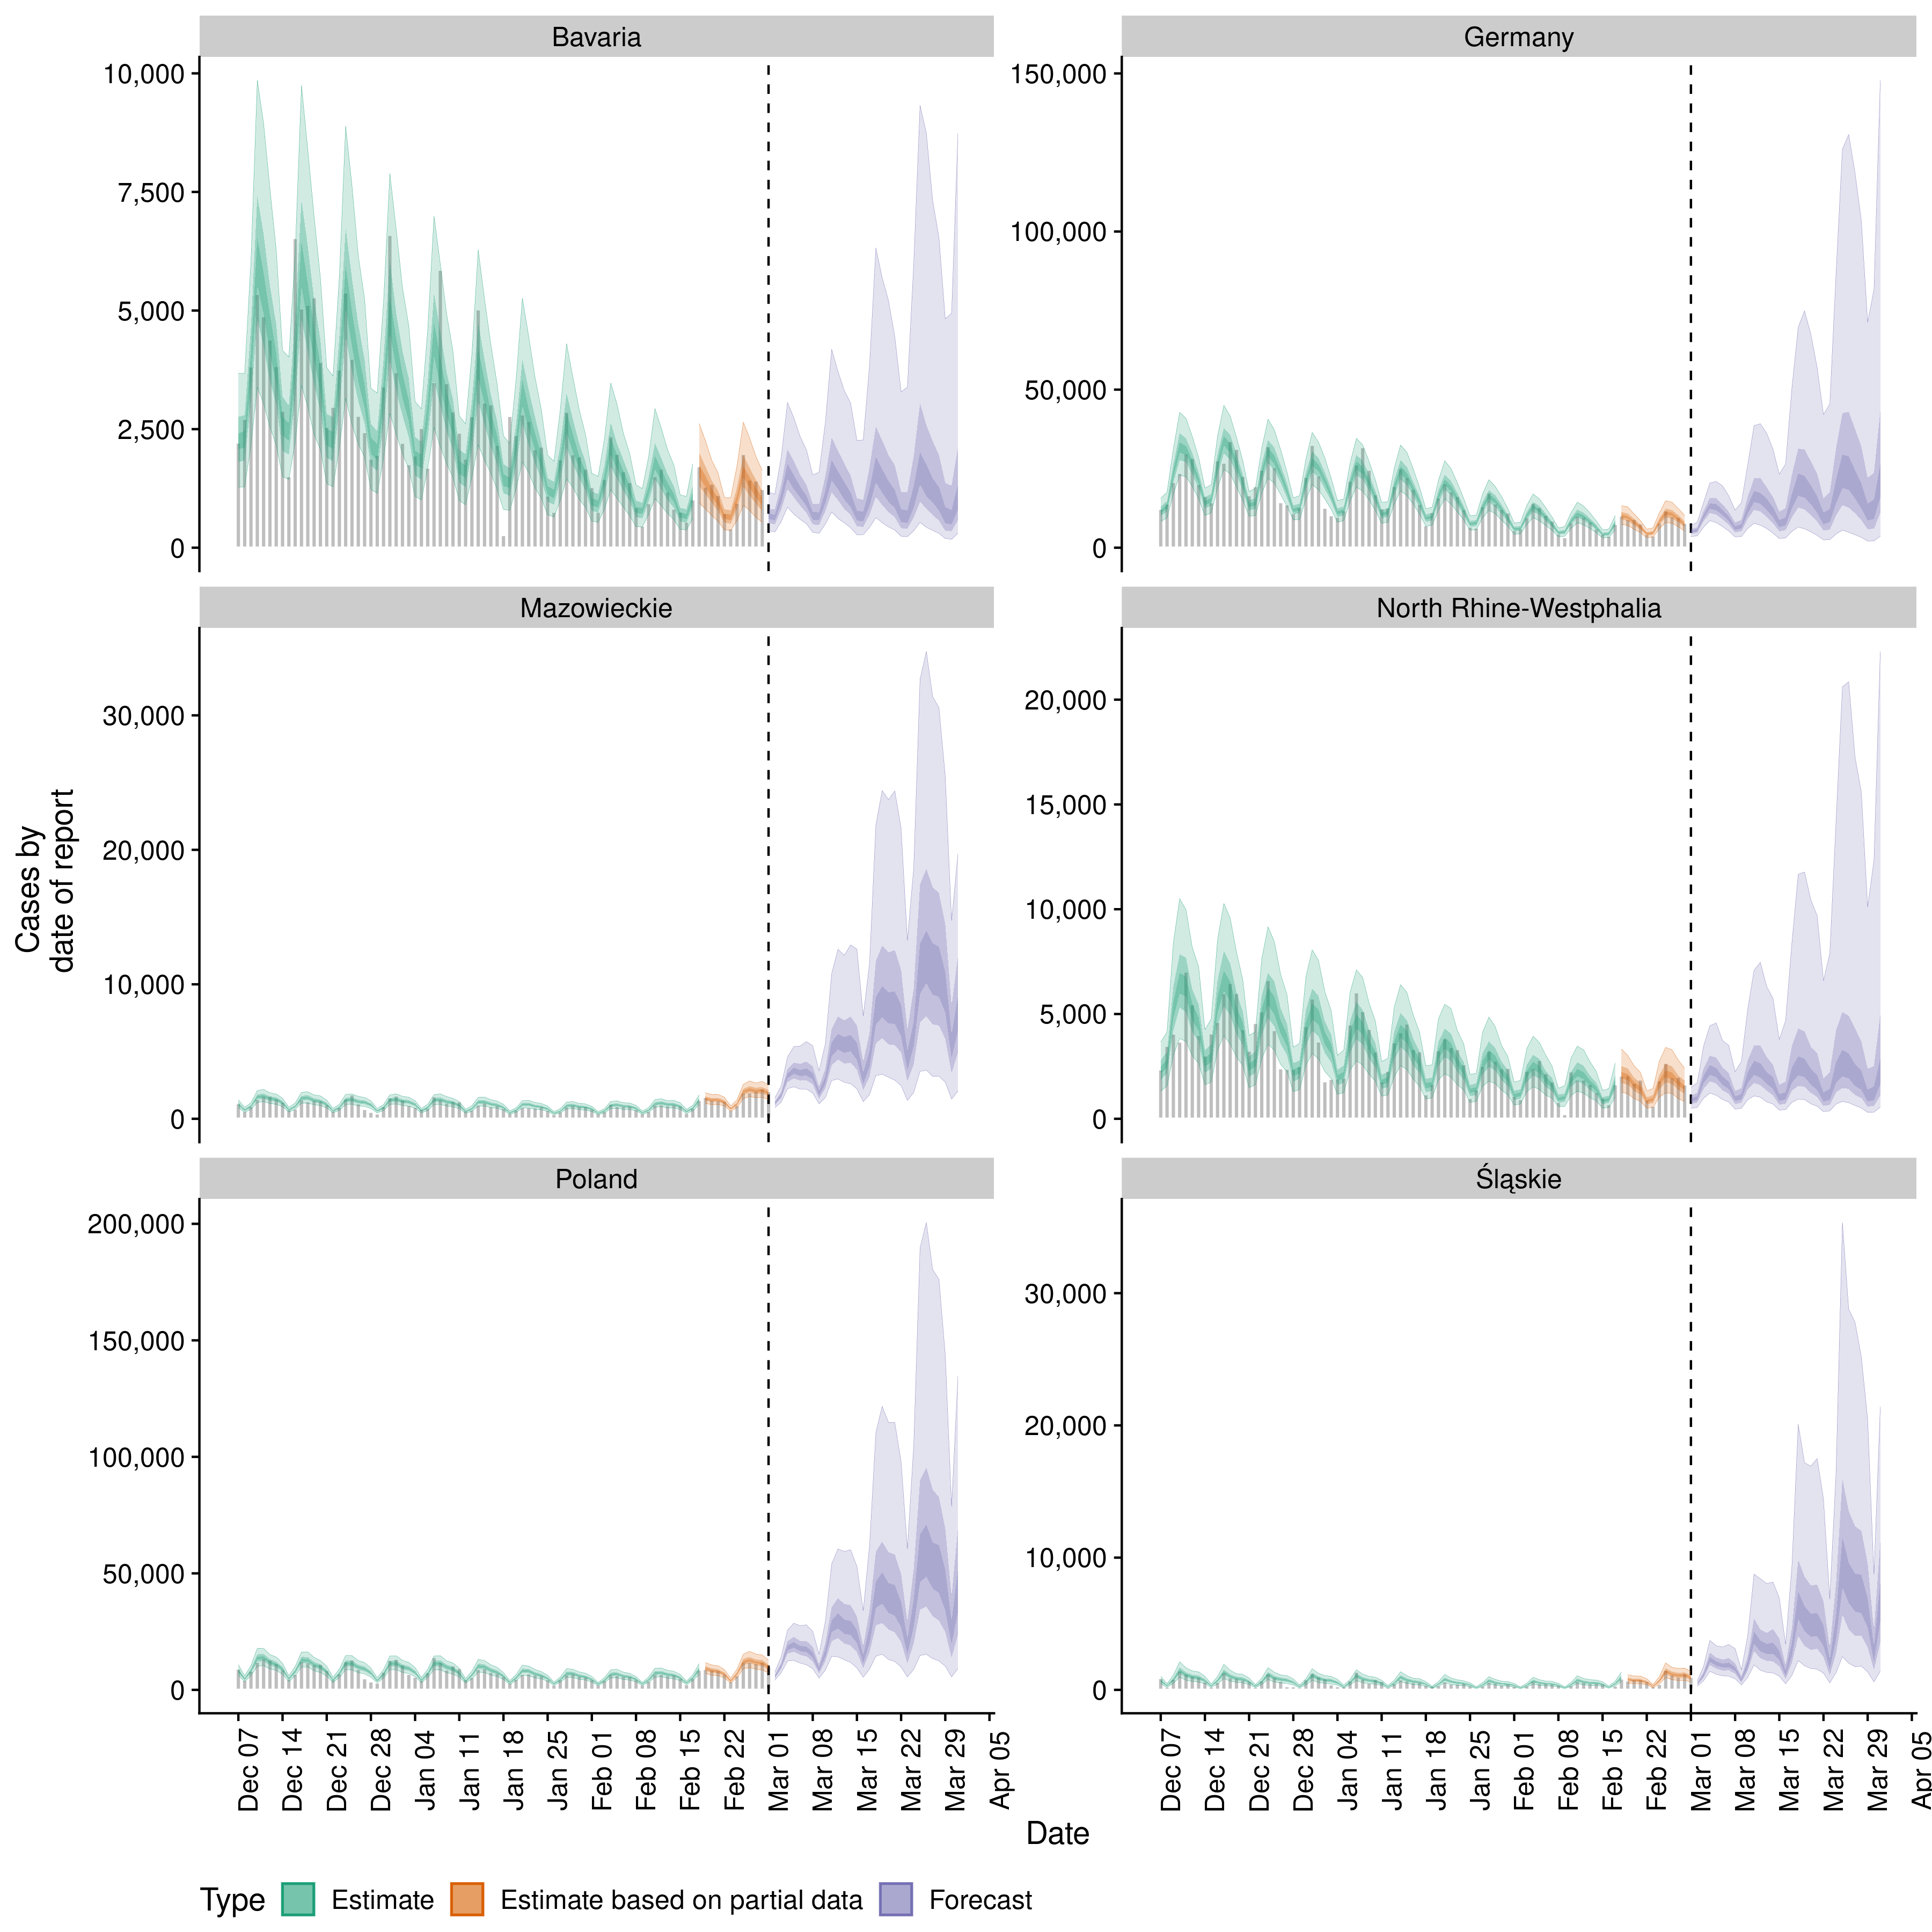 Bavaria
Germany
10,000
7,500
5,000
2,500
0
150,000
100,000
50,000
0
Mazowieckie
North Rhine-Westphalia
30,000
20,000
10,000
0
20,000
15,000
10,000
5,000
0
Poland
Śląskie
200,000
150,000
100,000
50,000
0
30,000
20,000
10,000
0
Cases by
date of report
Dec 07
Dec 14
Dec 21
Dec 28
Jan 04
Jan 11
Jan 18
Jan 25
Feb 01
Feb 08
Feb 15
Feb 22
Mar 01
Mar 08
Mar 15
Mar 22
Mar 29
Apr 05
Dec 07
Dec 14
Dec 21
Dec 28
Jan 04
Jan 11
Jan 18
Jan 25
Feb 01
Feb 08
Feb 15
Feb 22
Mar 01
Mar 08
Mar 15
Mar 22
Mar 29
Apr 05
Date
Type Estimate Estimate based on partial data Forecast